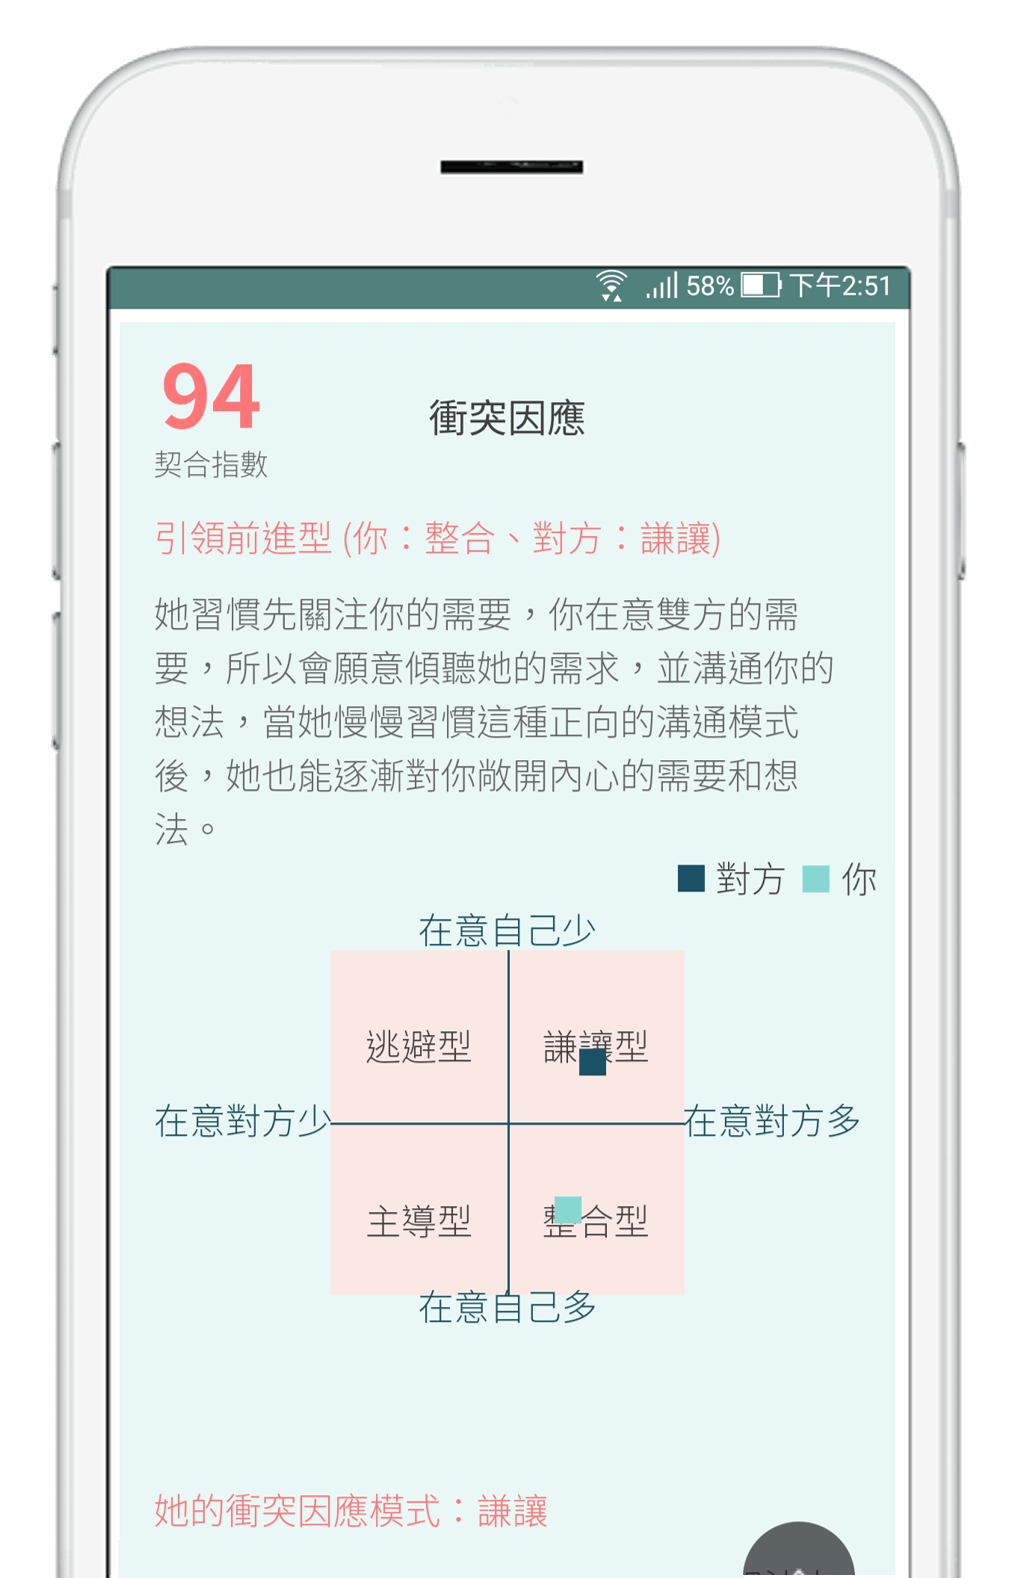 58% 下午2:51
94
衝突因應
契合指數
引領前進型 (你：整合、對方：謙讓)
她習慣先關注你的需要，你在意雙方的需
要，所以會願意傾聽她的需求，並溝通你的
想法，當她慢慢習慣這種正向的溝通模式
後，她也能逐漸對你敞開內心的需要和想
法。
對方 你
在意自己少
逃避型 謙讓型
在意對方少 在意對方多
主導型 整合型
在意自己多
她的衝突因應模式：謙讓